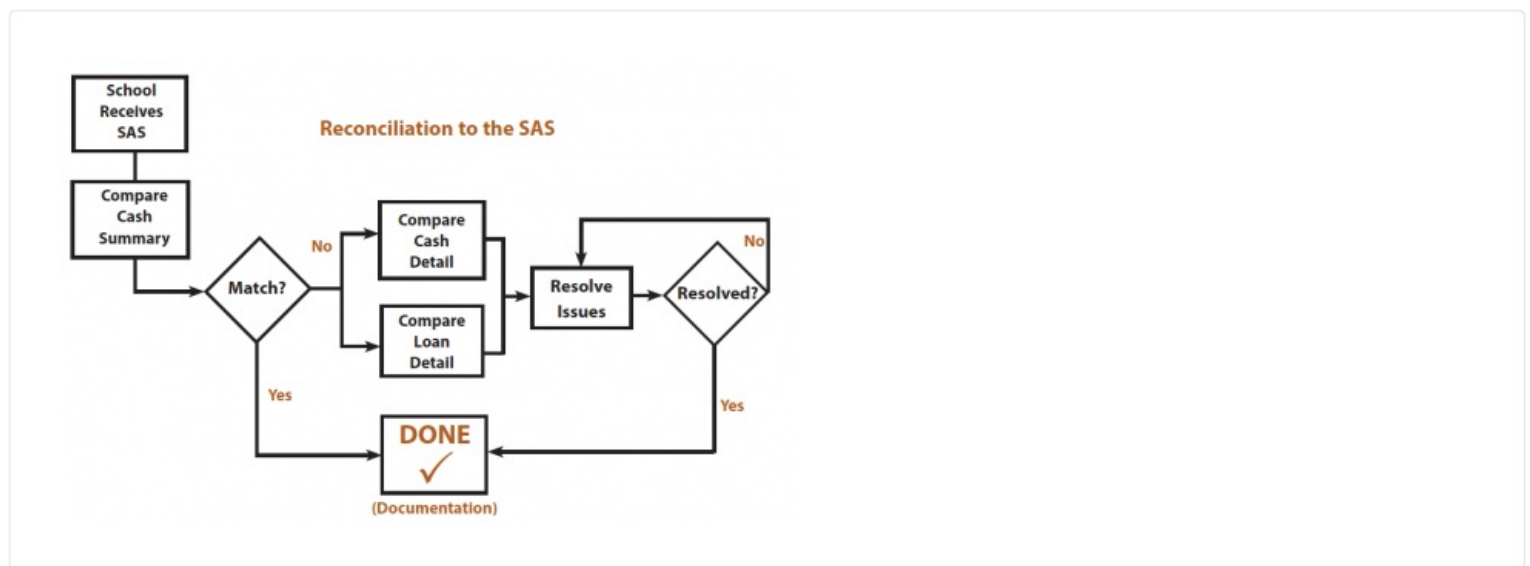 School
Receives
SAS
Reconciliation to the SAS
Compare
Cash
Summary
Match?
No
Compare
Cash
Detail
Compare
Loan
Detail
Resolve
Issues
Resolved?
No
Yes
Yes
DONE
(Documentation)